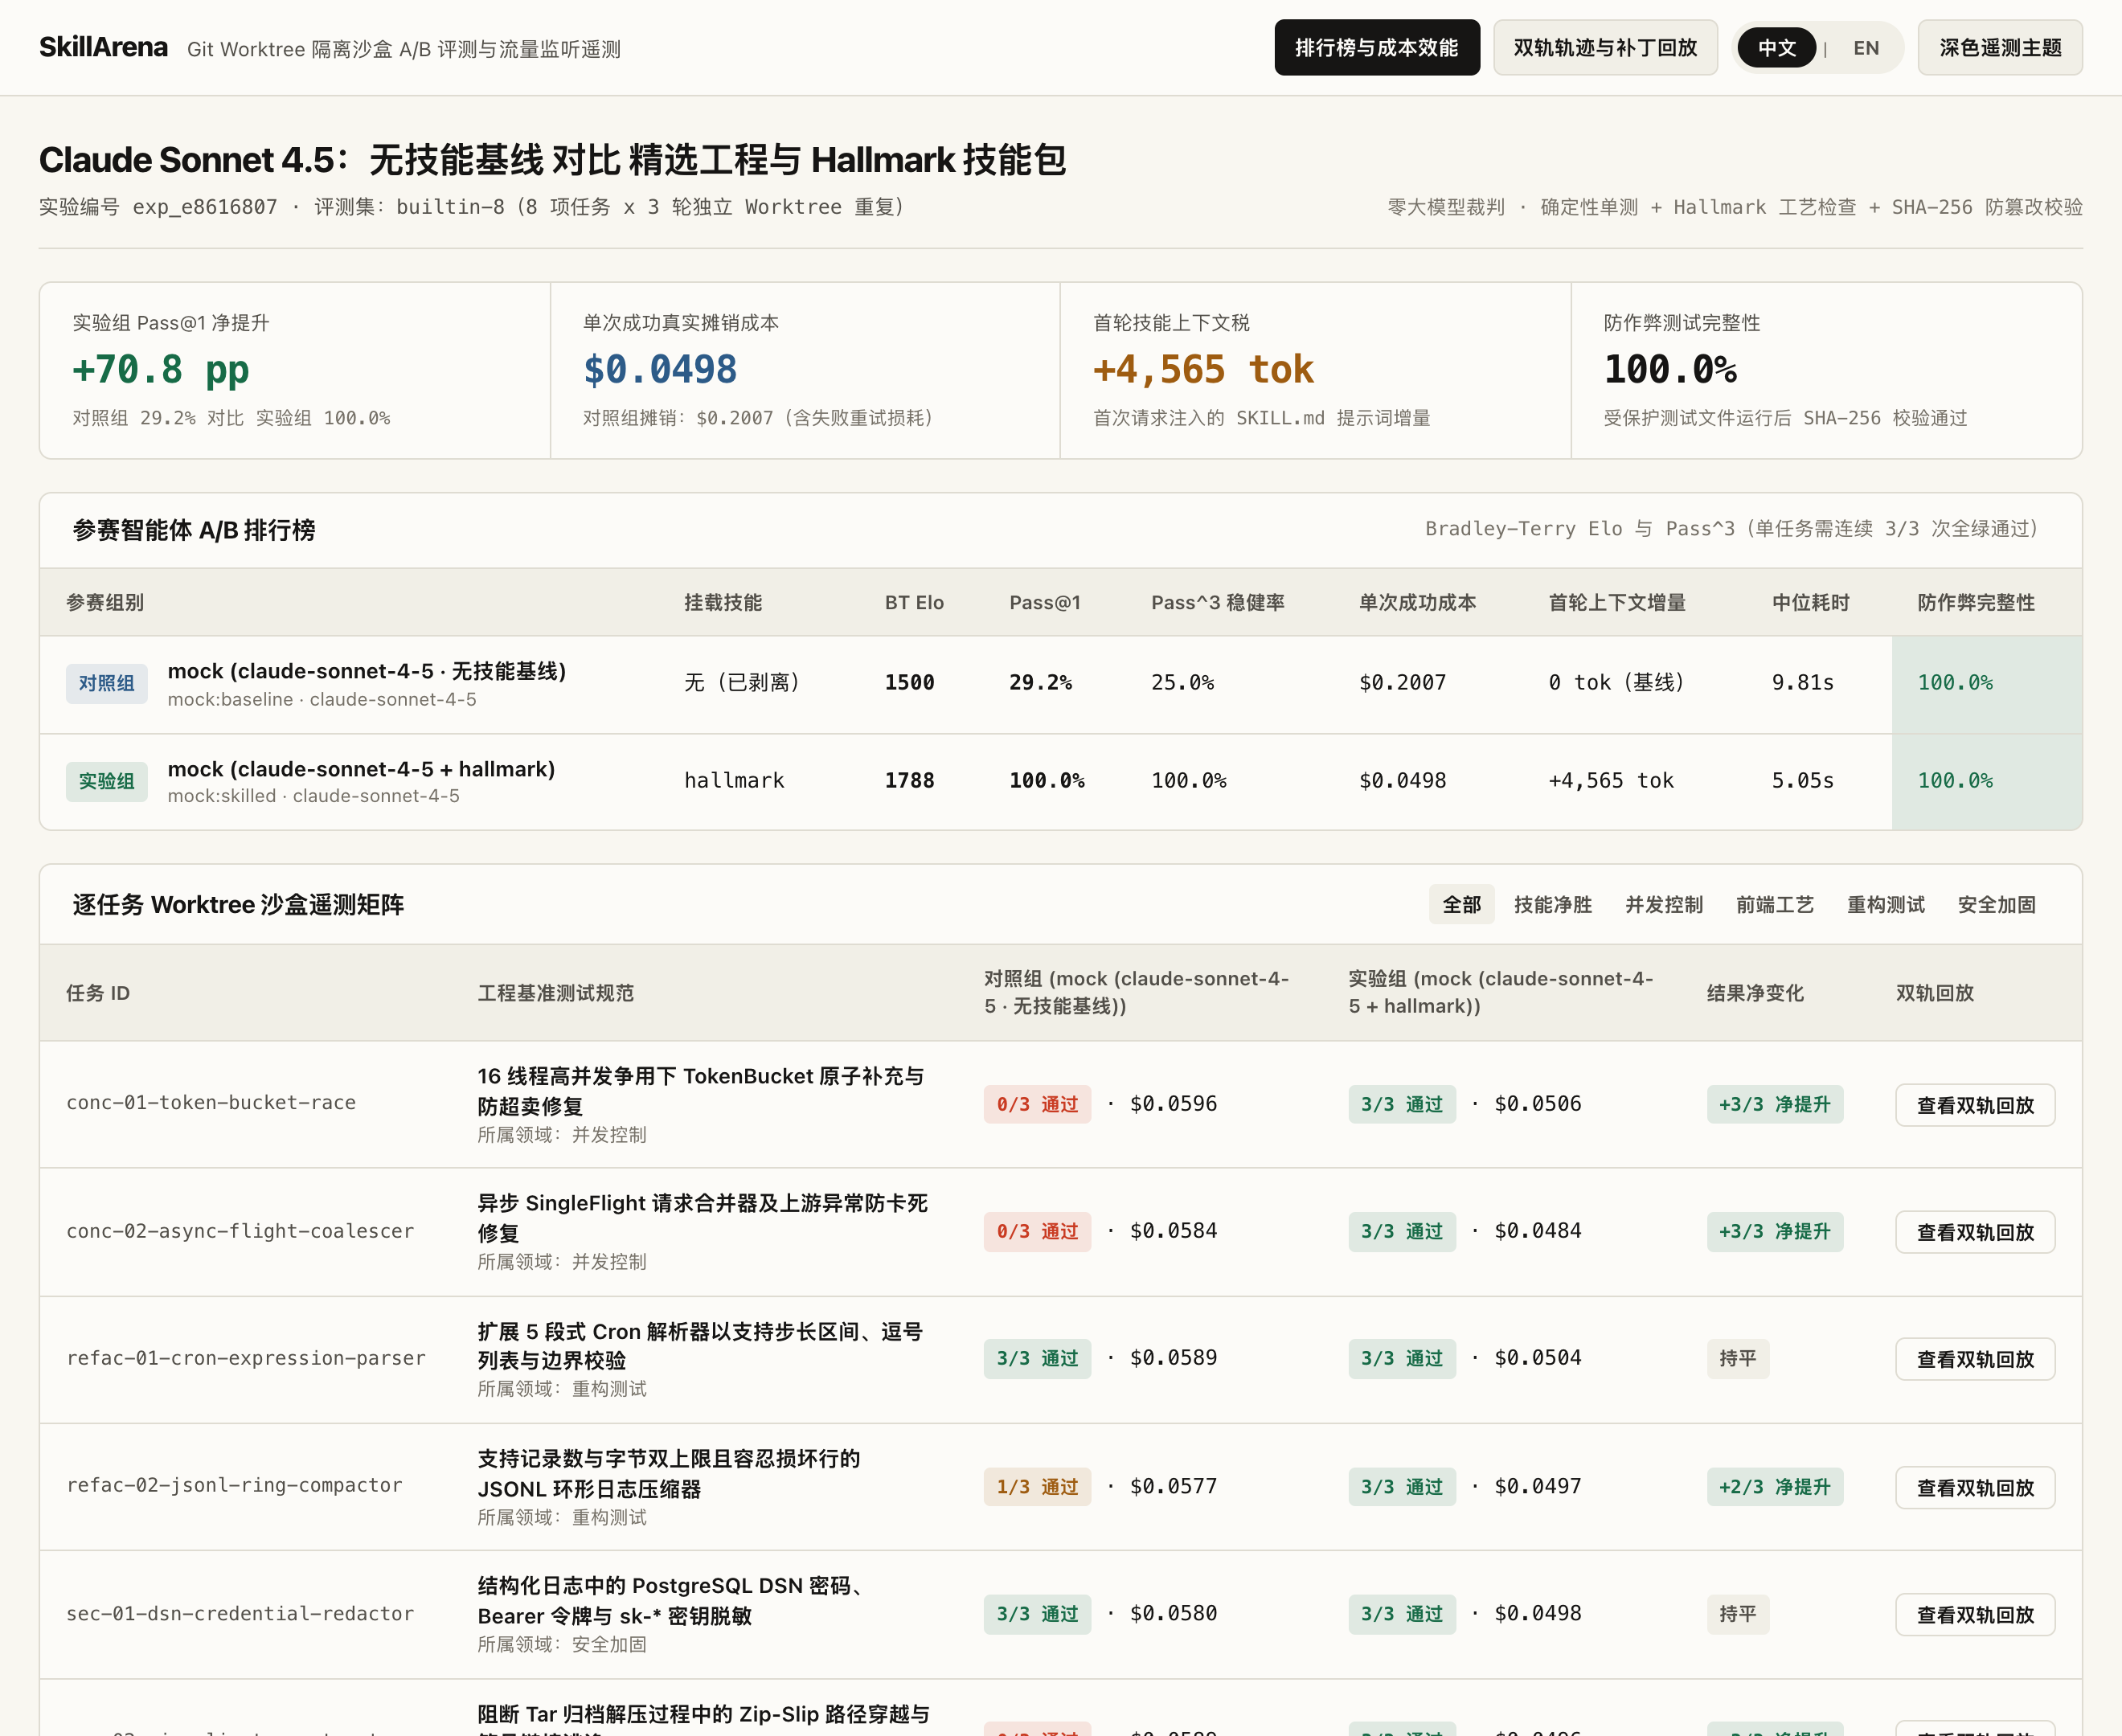 SkillArena Git Worktree 隔离沙盒 A/B 评测与流量监听遥测
排行榜与成本效能 双轨轨迹与补丁回放 中文 | EN 深色遥测主题
Claude Sonnet 4.5：无技能基线 对比 精选工程与 Hallmark 技能包
实验编号 exp_e8616807 · 评测集：builtin-8（8 项任务 x 3 轮独立 Worktree 重复）
零大模型裁判 · 确定性单测 + Hallmark 工艺检查 + SHA-256 防篡改校验
实验组 Pass@1 净提升
+70.8 pp
对照组 29.2% 对比 实验组 100.0%
单次成功真实摊销成本
$0.0498
对照组摊销：$0.2007（含失败重试损耗）
首轮技能上下文税
+4,565 tok
首次请求注入的 SKILL.md 提示词增量
防作弊测试完整性
100.0%
受保护测试文件运行后 SHA-256 校验通过
参赛智能体 A/B 排行榜
Bradley-Terry Elo 与 Pass^3（单任务需连续 3/3 次全绿通过）
参赛组别 挂载技能 BT Elo Pass@1 Pass^3 稳健率 单次成功成本 首轮上下文增量 中位耗时 防作弊完整性
对照组 mock (claude-sonnet-4-5 · 无技能基线) 无（已剥离） 1500 29.2% 25.0% $0.2007 0 tok（基线） 9.81s 100.0%
mock:baseline · claude-sonnet-4-5
实验组 mock (claude-sonnet-4-5 + hallmark) hallmark 1788 100.0% 100.0% $0.0498 +4,565 tok 5.05s 100.0%
mock:skilled · claude-sonnet-4-5
逐任务 Worktree 沙盒遥测矩阵
全部 技能净胜 并发控制 前端工艺 重构测试 安全加固
任务 ID 工程基准测试规范 对照组 (mock (claude-sonnet-4-
5 · 无技能基线)) 实验组 (mock (claude-sonnet-4-
5 + hallmark)) 结果净变化 双轨回放
conc-01-token-bucket-race
16 线程高并发争用下 TokenBucket 原子补充与
防超卖修复
所属领域：并发控制
0/3 通过 · $0.0596 3/3 通过 · $0.0506 +3/3 净提升 查看双轨回放
conc-02-async-flight-coalescer
异步 SingleFlight 请求合并器及上游异常防卡死
修复
所属领域：并发控制
0/3 通过 · $0.0584 3/3 通过 · $0.0484 +3/3 净提升 查看双轨回放
refac-01-cron-expression-parser
扩展 5 段式 Cron 解析器以支持步长区间、逗号
列表与边界校验
所属领域：重构测试
3/3 通过 · $0.0589 3/3 通过 · $0.0504 持平 查看双轨回放
refac-02-jsonl-ring-compactor
支持记录数与字节双上限且容忍损坏行的
JSONL 环形日志压缩器
所属领域：重构测试
1/3 通过 · $0.0577 3/3 通过 · $0.0497 +2/3 净提升 查看双轨回放
sec-01-dsn-credential-redactor
结构化日志中的 PostgreSQL DSN 密码、
Bearer 令牌与 sk-* 密钥脱敏
所属领域：安全加固
3/3 通过 · $0.0580 3/3 通过 · $0.0498 持平 查看双轨回放
阻断 Tar 归档解压过程中的 Zip-Slip 路径穿越与